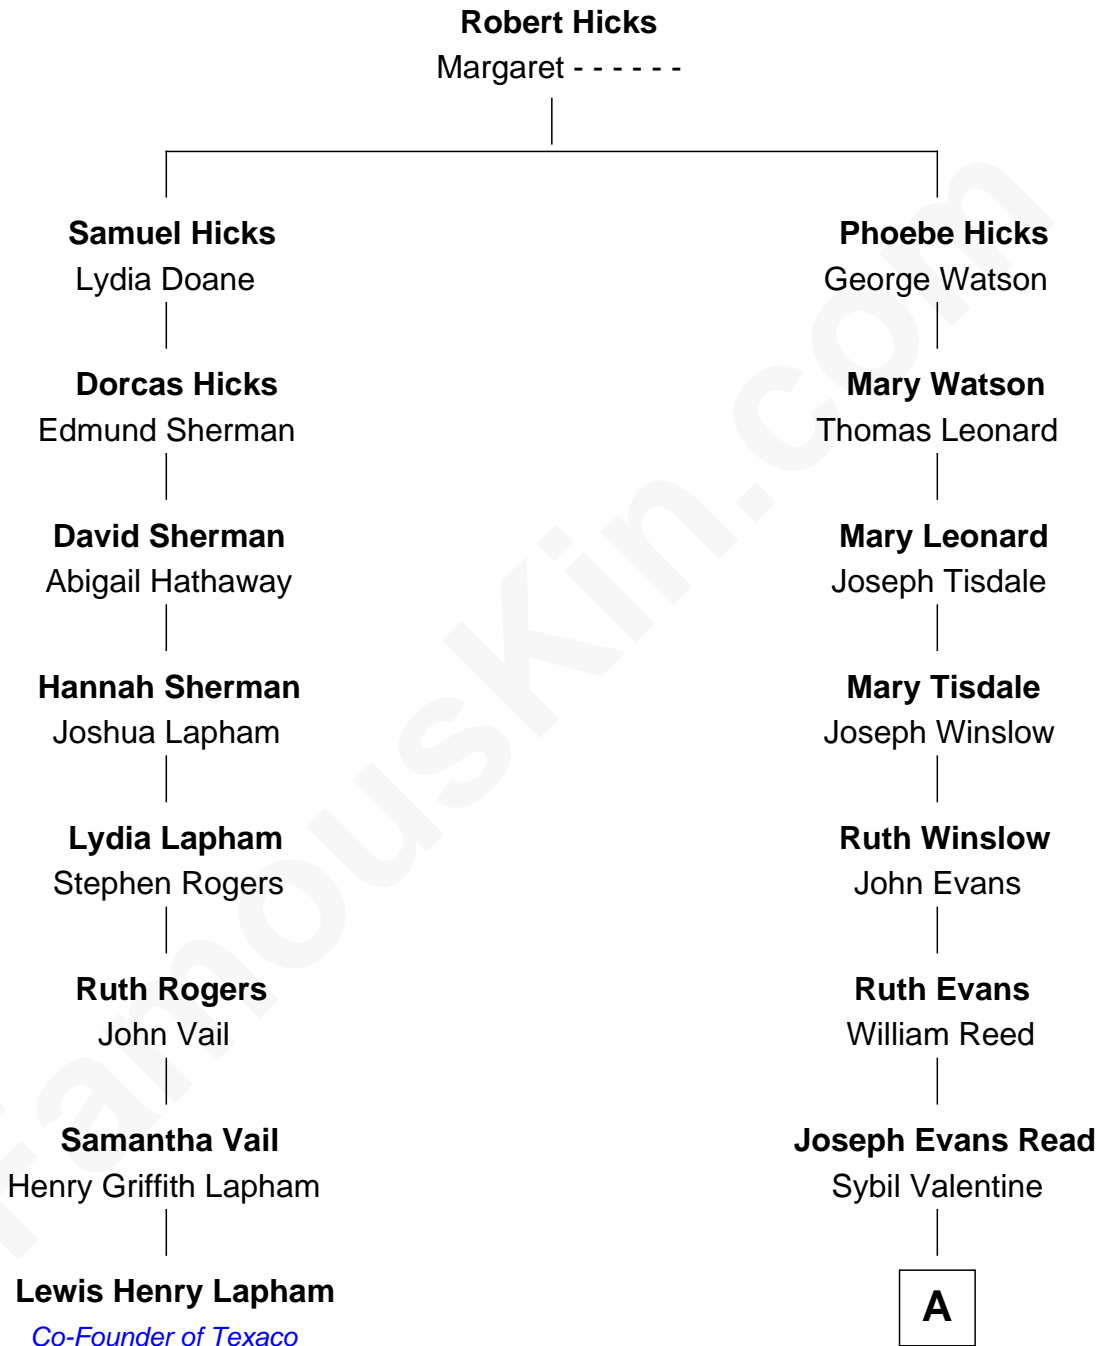 Robert Hicks
Margaret - - - - - -
Samuel Hicks
Lydia Doane
Phoebe Hicks
George Watson
Dorcas Hicks
Edmund Sherman
Mary Watson
Thomas Leonard
David Sherman
Abigail Hathaway
Mary Leonard
Joseph Tisdale
Hannah Sherman
Joshua Lapham
Mary Tisdale
Joseph Winslow
Lydia Lapham
Stephen Rogers
Ruth Winslow
John Evans
Ruth Rogers
John Vail
Ruth Evans
William Reed
Samantha Vail
Henry Griffith Lapham
Joseph Evans Read
Sybil Valentine
Lewis Henry Lapham
Co-Founder of Texaco
A
FamousKin.com